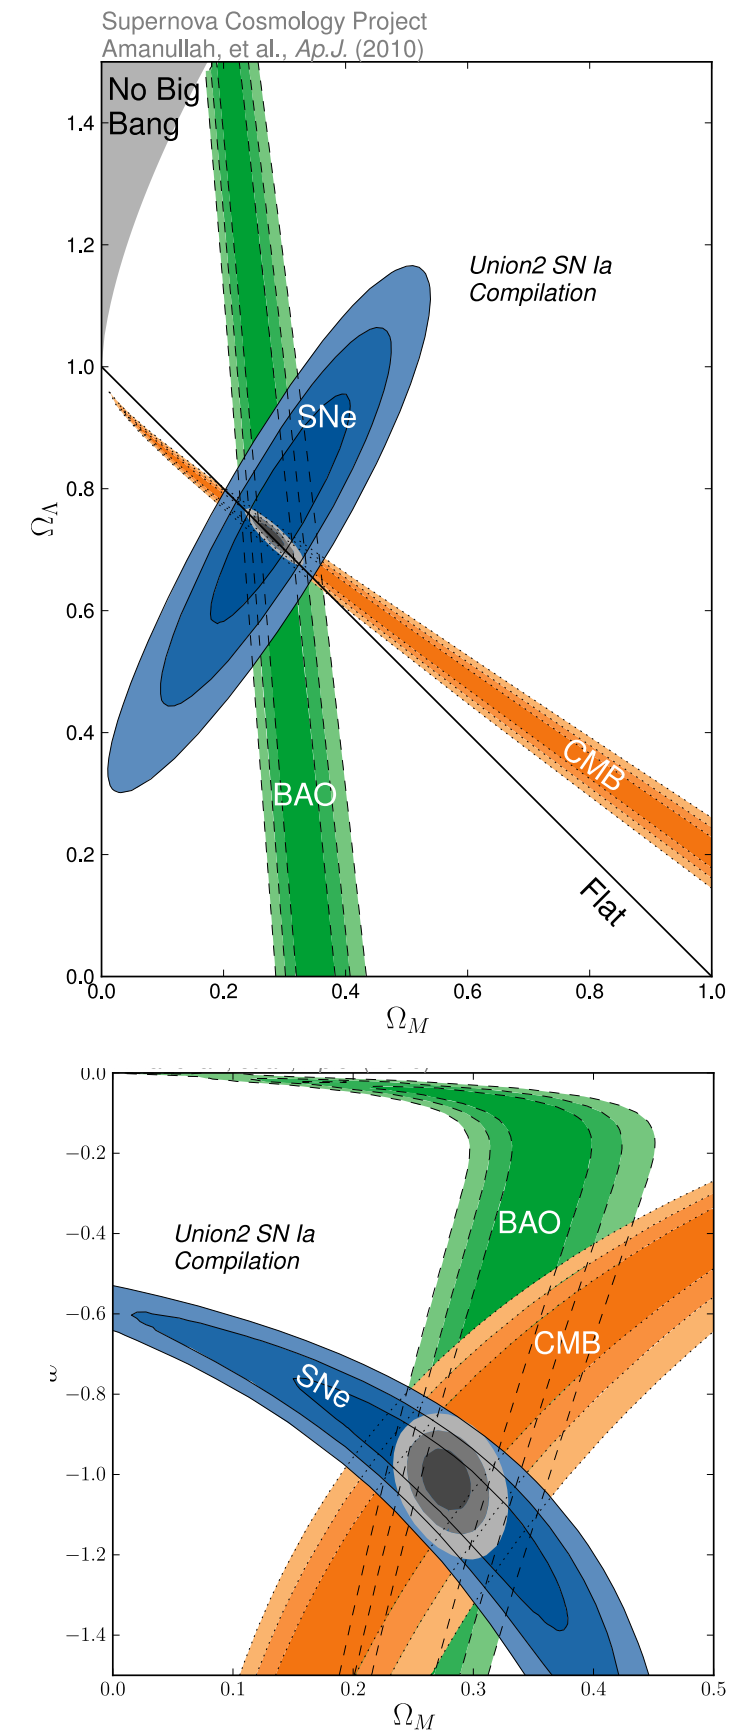 Supernova Cosmology Project
Amanullah, et al., Ap.J. (2010)
No Big
Bang
1.4
1.2
Union2 SN Ia
Compilation
1.0
SNe
0.8
Ω_Λ
0.6
CMB
BAO
0.4
0.2
Flat
0.0
0.0 0.2 0.4 0.6 0.8 1.0
Ω_M
0.0
−0.2
BAO
Union2 SN Ia
Compilation
−0.4
−0.6
CMB
SNe
−0.8
−1.0
−1.2
−1.4
0.0 0.1 0.2 0.3 0.4 0.5
Ω_M